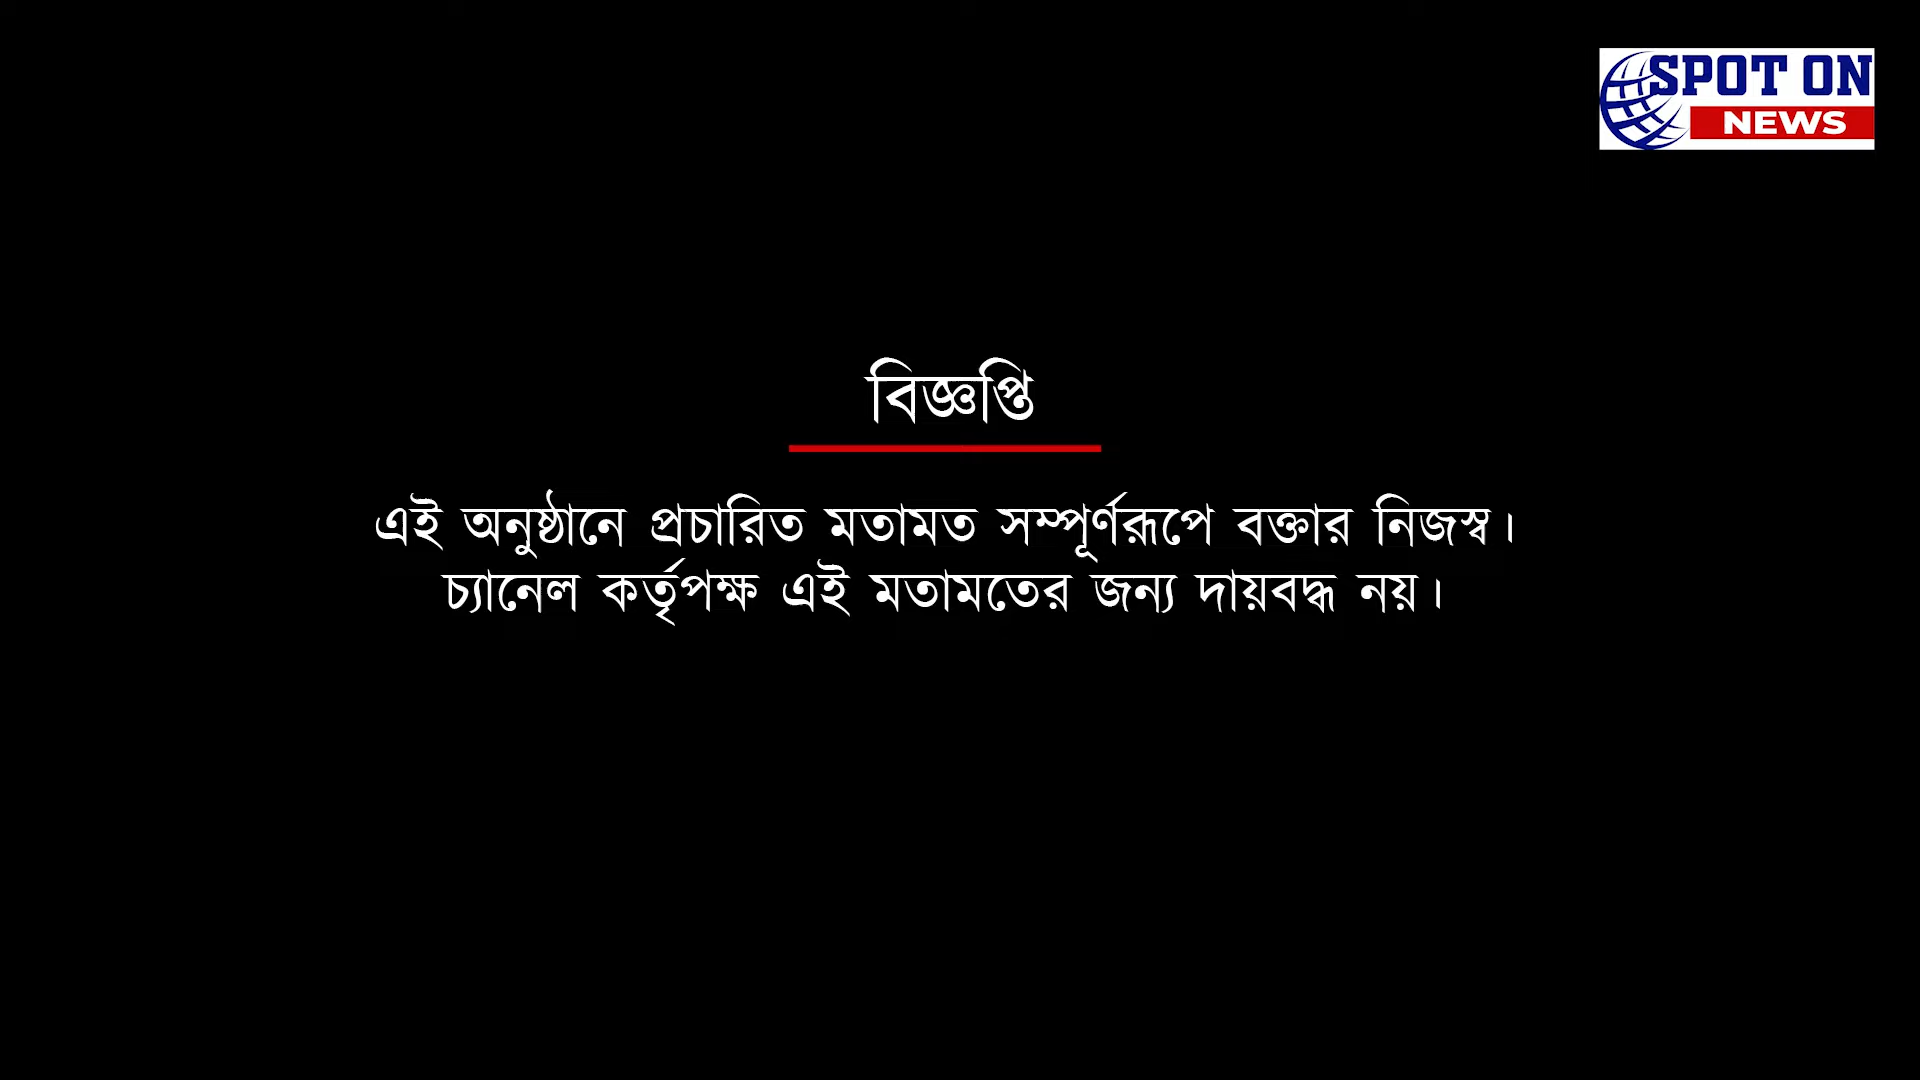 SPOT ON
NEWS
বিজ্ঞপ্তি
এই অনুষ্ঠানে প্রচারিত মতামত সম্পূর্ণরূপে বক্তার নিজস্ব।
চ্যানেল কর্তৃপক্ষ এই মতামতের জন্য দায়বদ্ধ নয়।